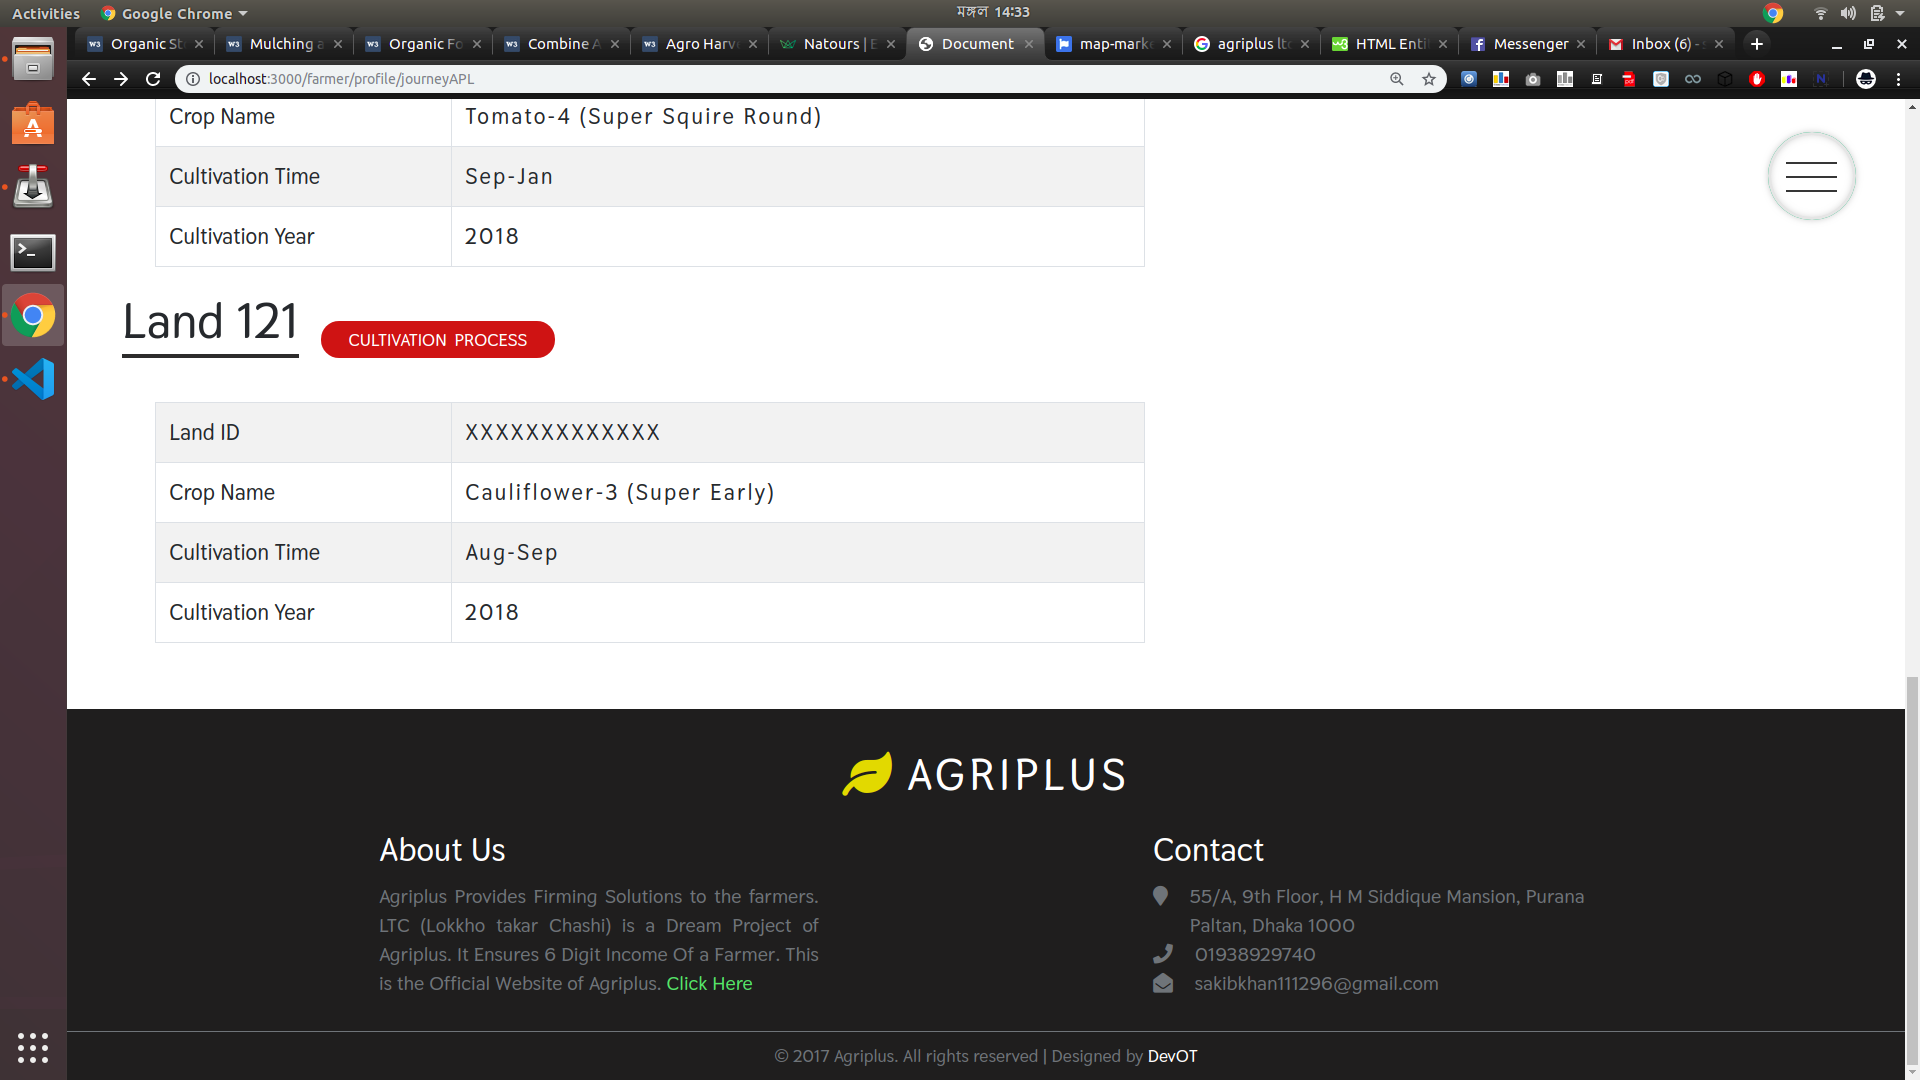 Activities
Google Chrome
মঙ্গল 14:33
Organic St
Mulching a
Organic Fo
Combine A
Agro Harv
Natours | E
Document
map-marke
agriplus ltc
HTML Enti
Messenger
Inbox (6) - s
localhost:3000/farmer/profile/journeyAPL
Crop Name Tomato-4 (Super Squire Round)
Cultivation Time Sep-Jan
Cultivation Year 2018
Land 121
CULTIVATION PROCESS
Land ID XXXXXXXXXXXXX
Crop Name Cauliflower-3 (Super Early)
Cultivation Time Aug-Sep
Cultivation Year 2018
AGRIPLUS
About Us
Agriplus Provides Firming Solutions to the farmers.
LTC (Lokkho takar Chashi) is a Dream Project of
Agriplus. It Ensures 6 Digit Income Of a Farmer. This
is the Official Website of Agriplus. Click Here
Contact
55/A, 9th Floor, H M Siddique Mansion, Purana
Paltan, Dhaka 1000
01938929740
sakibkhan111296@gmail.com
© 2017 Agriplus. All rights reserved | Designed by DevOT